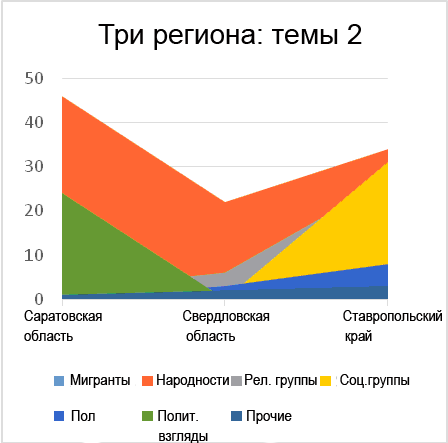 Три региона: темы 2
50
40
30
20
10
0
Саратовская
область
Свердловская
область
Ставропольский
край
Мигранты
Народности
Рел. группы
Соц.группы
Пол
Полит.
взгляды
Прочие